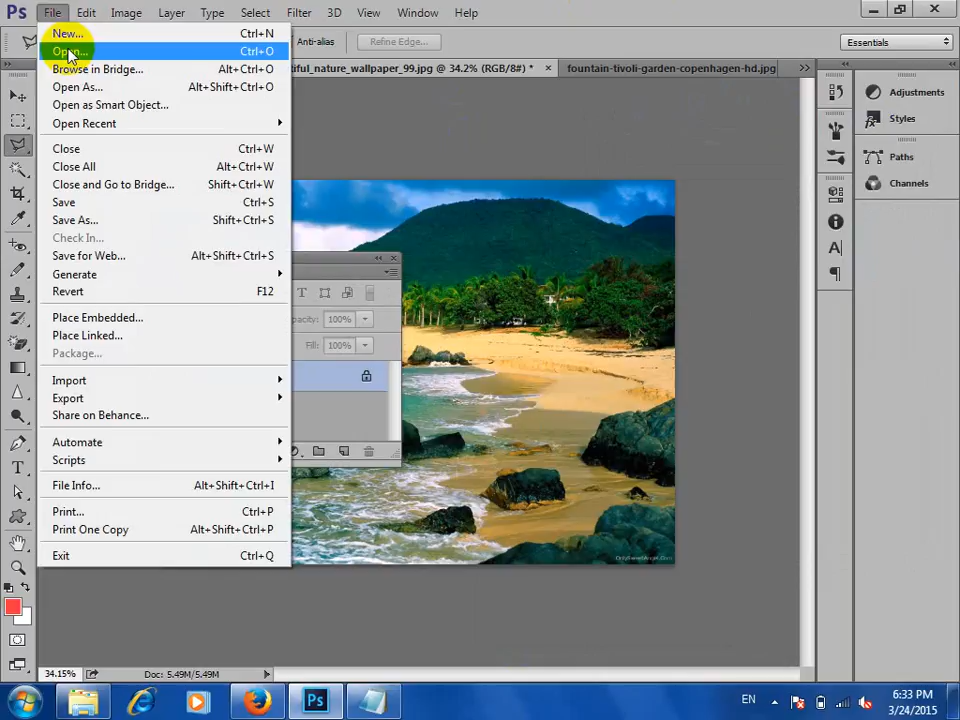 Ps File Edit Image Layer Type Select Filter 3D View Window Help
Anti-alias Refine Edge... Essentials
tiful_nature_wallpaper_99.jpg @ 34.2% (RGB/8#) * × fountain-tivoli-garden-copenhagen-hd.jpg >>
New... Ctrl+N
Open... Ctrl+O
Browse in Bridge... Alt+Ctrl+O
Open As... Alt+Shift+Ctrl+O
Open as Smart Object...
Open Recent
Close Ctrl+W
Close All Alt+Ctrl+W
Close and Go to Bridge... Shift+Ctrl+W
Save Ctrl+S
Save As... Shift+Ctrl+S
Check In...
Save for Web... Alt+Shift+Ctrl+S
Generate
Revert F12
Place Embedded...
Place Linked...
Package...
Import
Export
Share on Behance...
Automate
Scripts
File Info... Alt+Shift+Ctrl+I
Print... Ctrl+P
Print One Copy Alt+Shift+Ctrl+P
Exit Ctrl+Q
pacity: 100%
Fill: 100%
Adjustments
Styles
Paths
Channels
34.15% Doc: 5.49M/5.49M
Ps EN 6:33 PM
3/24/2015